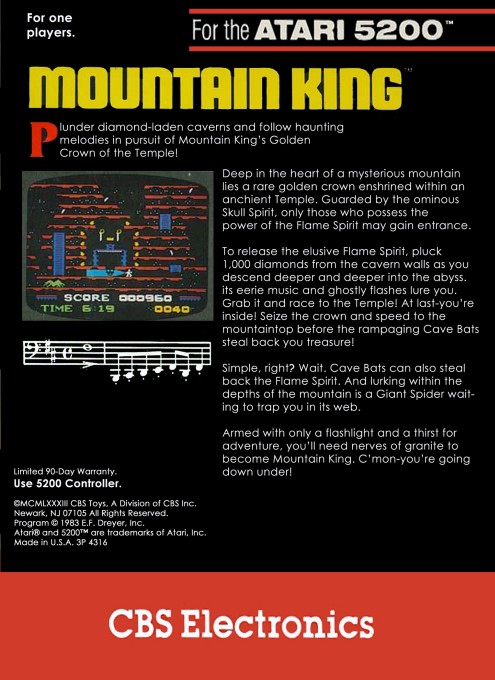 For one
players.
For the ATARI 5200™
MOUNTAIN KING™
Plunder diamond-laden caverns and follow haunting
melodies in pursuit of Mountain King's Golden
Crown of the Temple!
Deep in the heart of a mysterious mountain
lies a rare golden crown enshrined within an
anchient Temple. Guarded by the ominous
Skull Spirit, only those who possess the
power of the Flame Spirit may gain entrance.
To release the elusive Flame Spirit, pluck
1,000 diamonds from the cavern walls as you
descend deeper and deeper into the abyss.
its eerie music and ghostly flashes lure you.
Grab it and race to the Temple! At last-you're
inside! Seize the crown and speed to the
mountaintop before the rampaging Cave Bats
steal back you treasure!
SCORE 000960
TIME 6:19 0040
Simple, right? Wait. Cave Bats can also steal
back the Flame Spirit. And lurking within the
depths of the mountain is a Giant Spider wait-
ing to trap you in its web.
Armed with only a flashlight and a thirst for
adventure, you'll need nerves of granite to
become Mountain King. C'mon-you're going
down under!
Limited 90-Day Warranty.
Use 5200 Controller.
©MCMLXXXIII CBS Toys, A Division of CBS Inc.
Newark, NJ 07105 All Rights Reserved.
Program © 1983 E.F. Dreyer, Inc.
Atari® and 5200™ are trademarks of Atari, Inc.
Made in U.S.A. 3P 4316
CBS Electronics